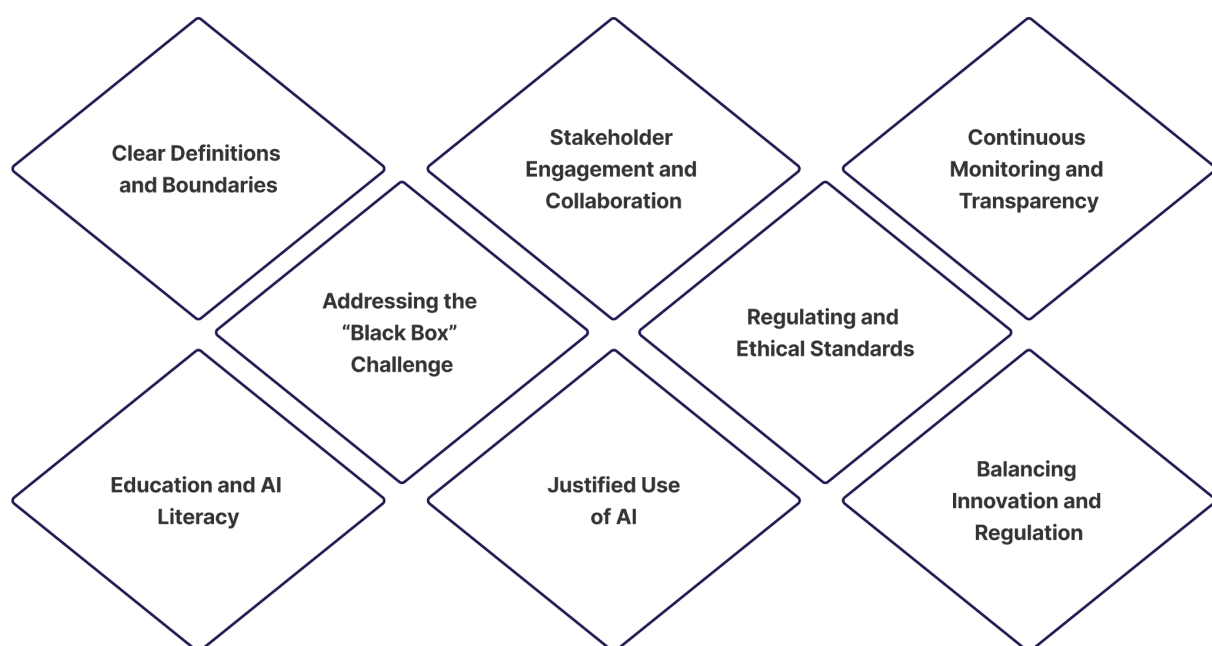 Clear Definitions
and Boundaries
Stakeholder
Engagement and
Collaboration
Continuous
Monitoring and
Transparency
Addressing the
“Black Box”
Challenge
Regulating and
Ethical Standards
Education and AI
Literacy
Justified Use
of AI
Balancing
Innovation and
Regulation